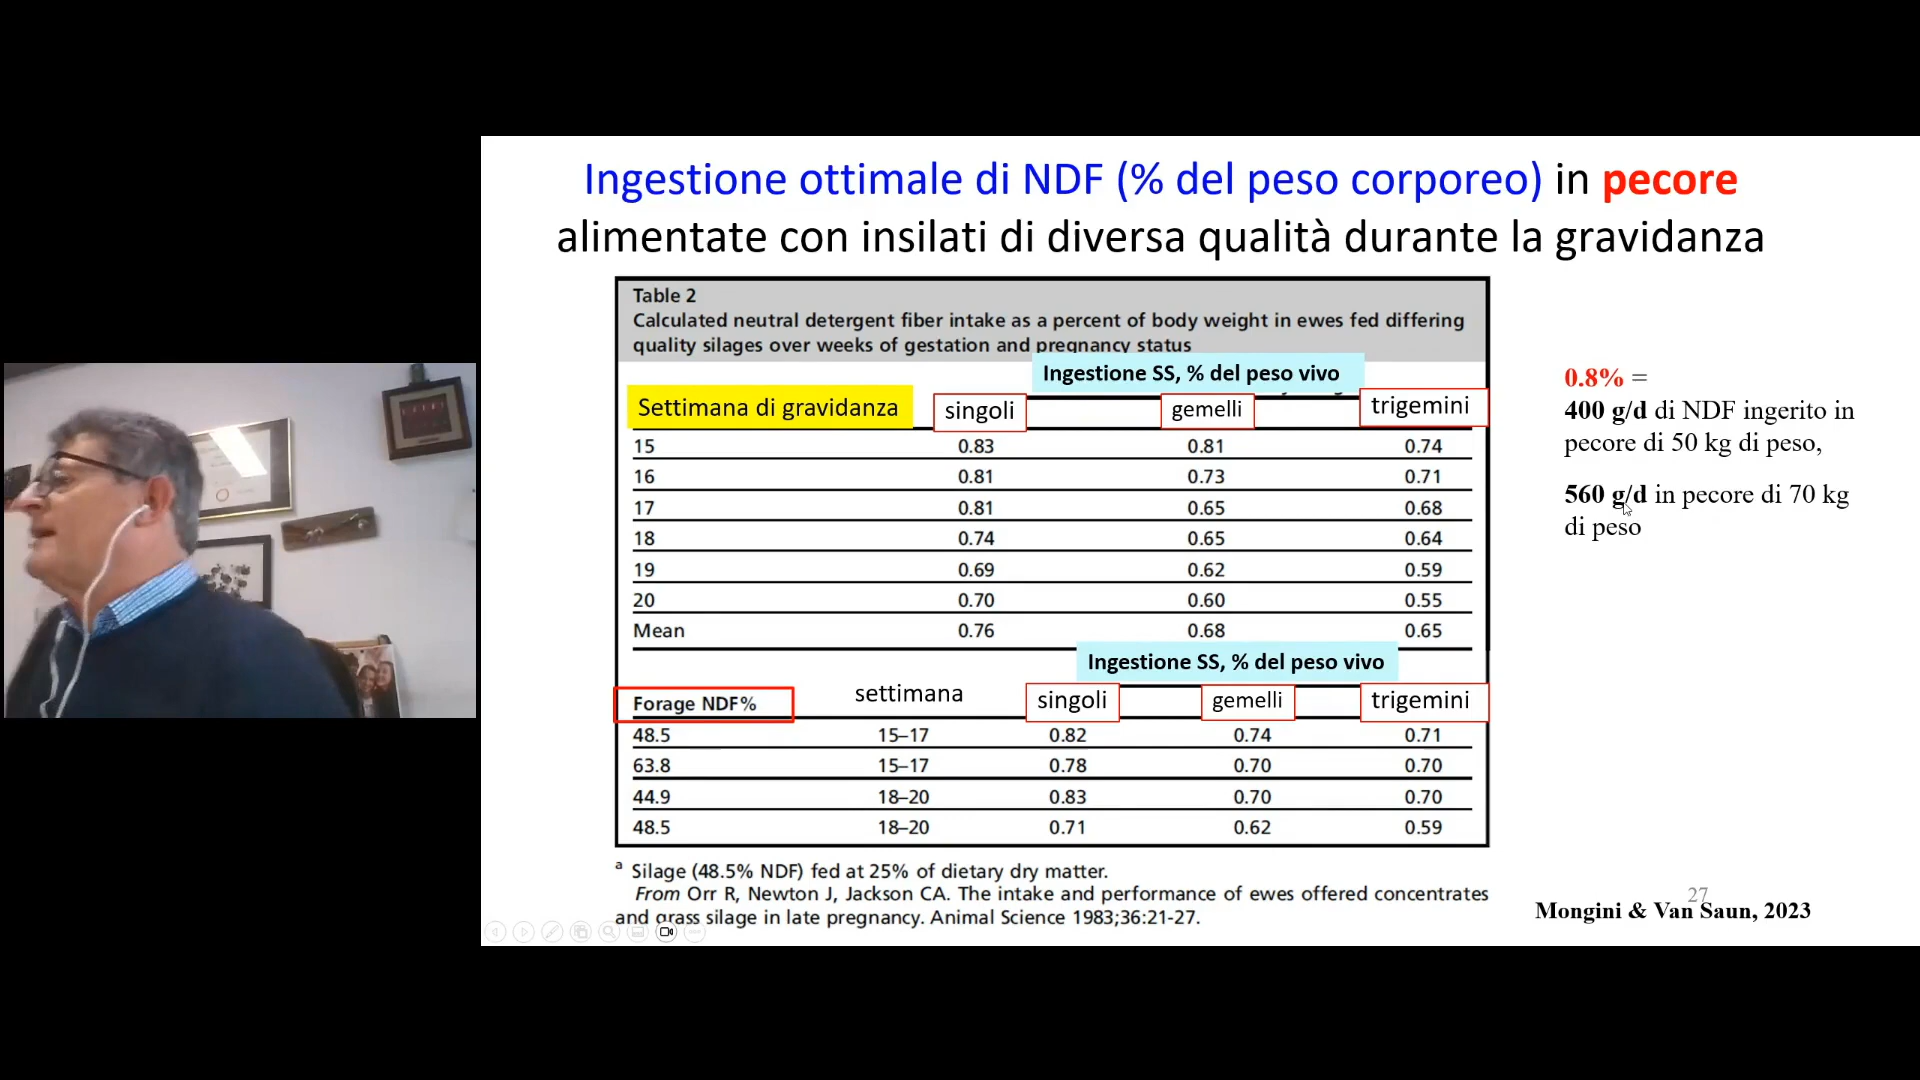 Ingestione ottimale di NDF (% del peso corporeo) in pecore
alimentate con insilati di diversa qualità durante la gravidanza
Table 2
Calculated neutral detergent fiber intake as a percent of body weight in ewes fed differing
quality silages over weeks of gestation and pregnancy status
Ingestione SS, % del peso vivo
Settimana di gravidanza singoli gemelli trigemini
15 0.83 0.81 0.74
16 0.81 0.73 0.71
17 0.81 0.65 0.68
18 0.74 0.65 0.64
19 0.69 0.62 0.59
20 0.70 0.60 0.55
Mean 0.76 0.68 0.65
Ingestione SS, % del peso vivo
Forage NDF% settimana singoli gemelli trigemini
48.5 15–17 0.82 0.74 0.71
63.8 15–17 0.78 0.70 0.70
44.9 18–20 0.83 0.70 0.70
48.5 18–20 0.71 0.62 0.59
a Silage (48.5% NDF) fed at 25% of dietary dry matter.
From Orr R, Newton J, Jackson CA. The intake and performance of ewes offered concentrates
and grass silage in late pregnancy. Animal Science 1983;36:21-27.
0.8% =
400 g/d di NDF ingerito in
pecore di 50 kg di peso,
560 g/d in pecore di 70 kg
di peso
27
Mongini & Van Saun, 2023